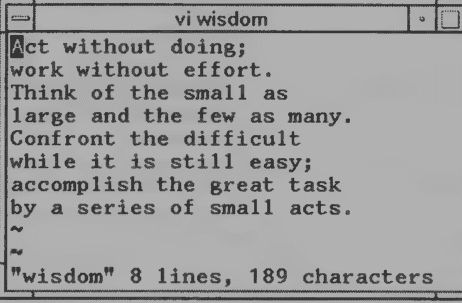 vi wisdom
Act without doing;
work without effort.
Think of the small as
large and the few as many.
Confront the difficult
while it is still easy;
accomplish the great task
by a series of small acts.
~
~
"wisdom" 8 lines, 189 characters